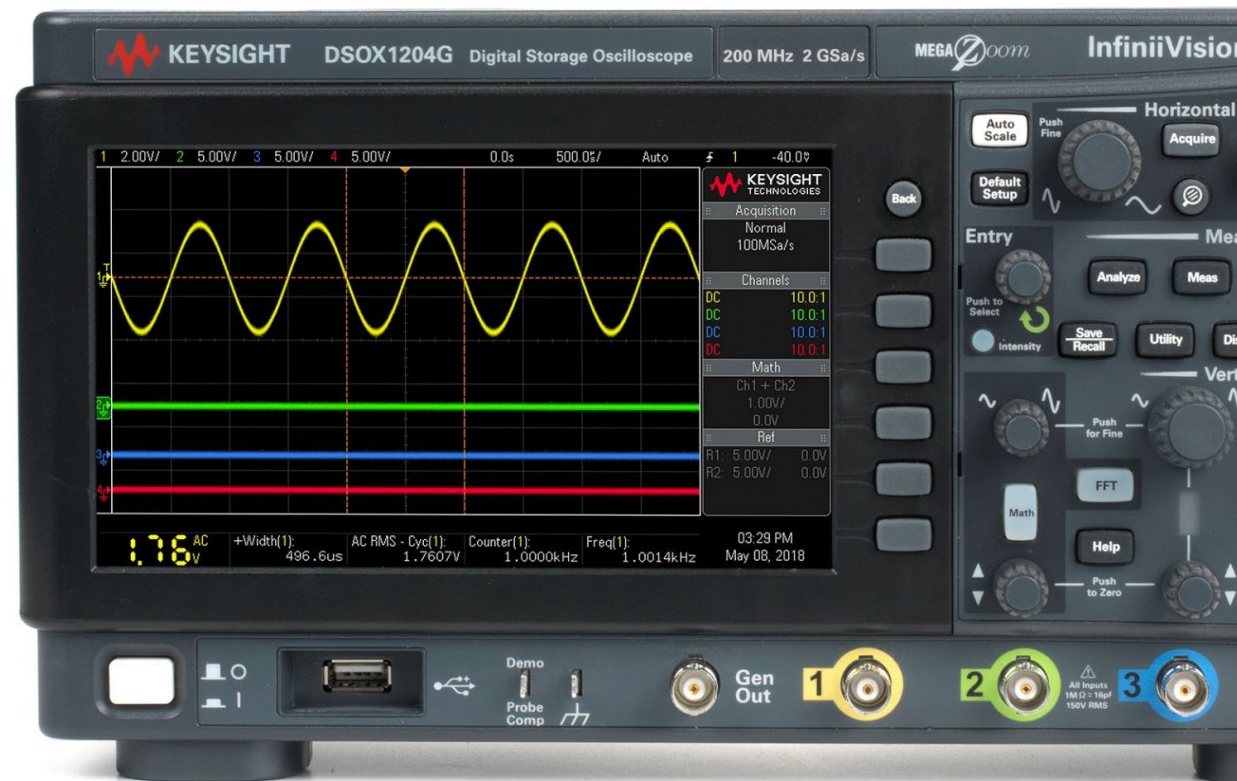 KEYSIGHT DSOX1204G Digital Storage Oscilloscope 200 MHz 2 GSa/s MEGA Zoom InfiniiVision
1 2.00V/ 2 5.00V/ 3 5.00V/ 4 5.00V/ 0.0s 500.0 Auto 1
KEYSIGHT
TECHNOLOGIES
Acquisition
Normal
100MSa/s
Channels
DC 10.0:1
DC 10.0:1
DC 10.0:1
DC 10.0:1
Math
Ch1 + Ch2
1.00V/
0.0V
Ref
R1: 5.00V/ 0.0V
R2: 5.00V/ 0.0V
T
1
2
3
4
1.76 AC V
+Width(1):
496.6us
AC RMS - Cyc(1):
1.7607V
Counter(1):
1.0000kHz
Freq(1):
1.0014kHz
03:29 PM
May 08, 2018
Back
Horizontal
Auto
Scale
Push
Fine
Acquire
Default
Setup
Entry
Analyze
Meas
Push to
Select
Intensity
Save
Recall
Utility
Push
for Fine
FFT
Math
Help
Push
to Zero
Demo
Probe
Comp
Gen
Out
1
2
All Inputs
1MΩ ≅ 16pF
150V RMS
3